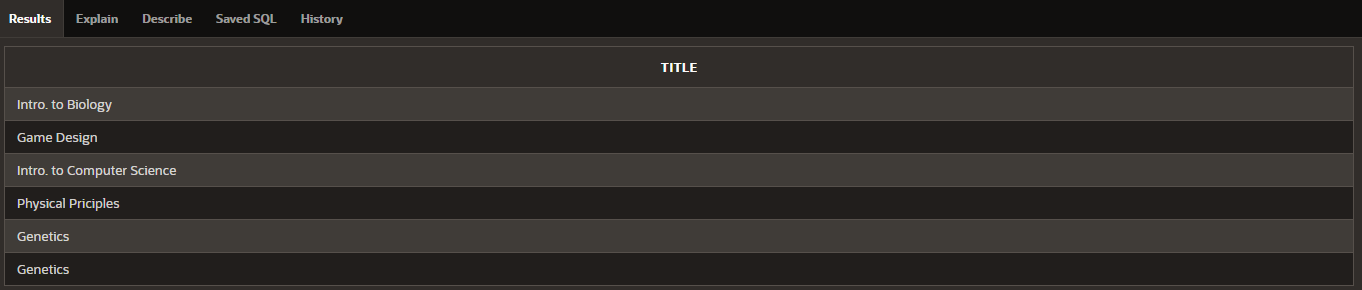 Results Explain Describe Saved SQL History
TITLE
Intro. to Biology
Game Design
Intro. to Computer Science
Physical Priciples
Genetics
Genetics